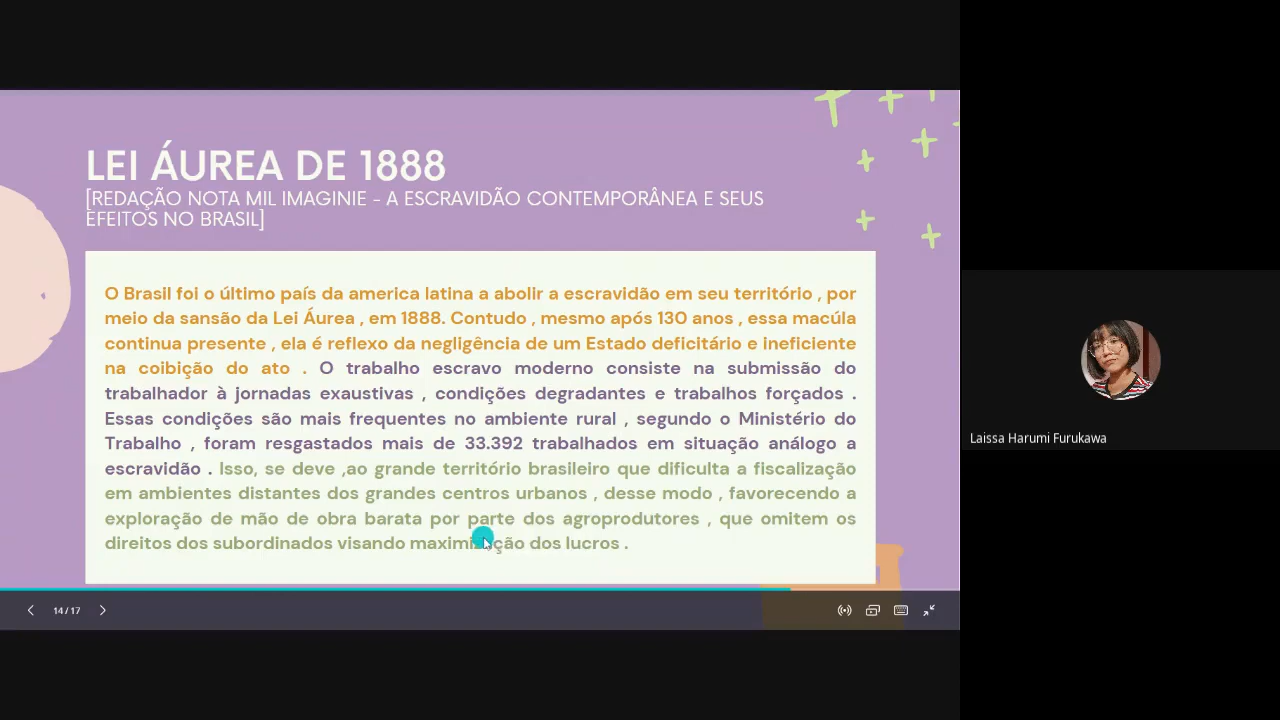 LEI ÁUREA DE 1888
[REDAÇÃO NOTA MIL IMAGINIE - A ESCRAVIDÃO CONTEMPORÂNEA E SEUS
EFEITOS NO BRASIL]
O Brasil foi o último país da america latina a abolir a escravidão em seu território , por
meio da sansão da Lei Áurea , em 1888. Contudo , mesmo após 130 anos , essa macúla
continua presente , ela é reflexo da negligência de um Estado deficitário e ineficiente
na coibição do ato . O trabalho escravo moderno consiste na submissão do
trabalhador à jornadas exaustivas , condições degradantes e trabalhos forçados .
Essas condições são mais frequentes no ambiente rural , segundo o Ministério do
Trabalho , foram resgastados mais de 33.392 trabalhados em situação análogo a
escravidão . Isso, se deve ,ao grande território brasileiro que dificulta a fiscalização
em ambientes distantes dos grandes centros urbanos , desse modo , favorecendo a
exploração de mão de obra barata por parte dos agroprodutores , que omitem os
direitos dos subordinados visando maximização dos lucros .
14 / 17
Laissa Harumi Furukawa